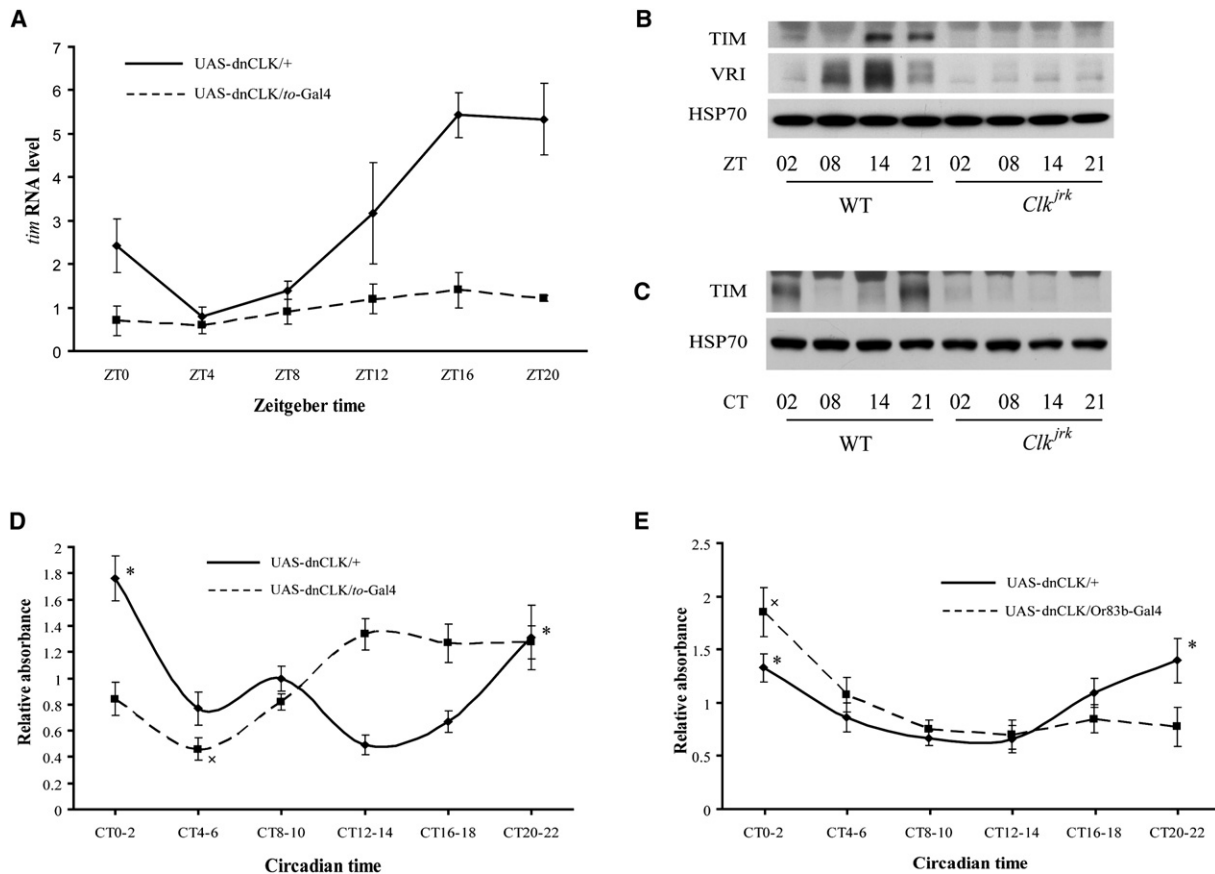 A
7
6
5
4
3
2
1
0
tim RNA level
UAS-dnCLK/+
UAS-dnCLK/to-Gal4
ZT0 ZT4 ZT8 ZT12 ZT16 ZT20
Zeitgeber time
B
TIM
VRI
HSP70
ZT 02 08 14 21 02 08 14 21
WT Clk^jrk
C
TIM
HSP70
CT 02 08 14 21 02 08 14 21
WT Clk^jrk
D
2
1.8
1.6
1.4
1.2
1
0.8
0.6
0.4
0.2
0
Relative absorbance
UAS-dnCLK/+
UAS-dnCLK/to-Gal4
*
*
×
CT0-2 CT4-6 CT8-10 CT12-14 CT16-18 CT20-22
Circadian time
E
2.5
2
1.5
1
0.5
0
Relative absorbance
UAS-dnCLK/+
UAS-dnCLK/Or83b-Gal4
×
*
*
CT0-2 CT4-6 CT8-10 CT12-14 CT16-18 CT20-22
Circadian time